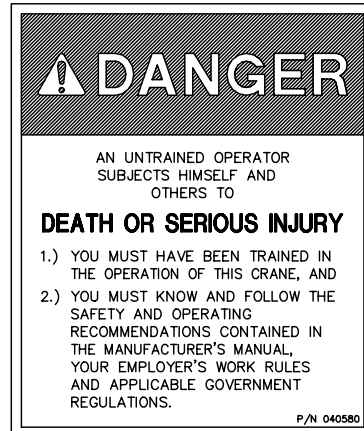 DANGER
AN UNTRAINED OPERATOR
SUBJECTS HIMSELF AND
OTHERS TO
DEATH OR SERIOUS INJURY
1.) YOU MUST HAVE BEEN TRAINED IN
THE OPERATION OF THIS CRANE, AND
2.) YOU MUST KNOW AND FOLLOW THE
SAFETY AND OPERATING
RECOMMENDATIONS CONTAINED IN
THE MANUFACTURER'S MANUAL,
YOUR EMPLOYER'S WORK RULES
AND APPLICABLE GOVERNMENT
REGULATIONS.
P/N 040580